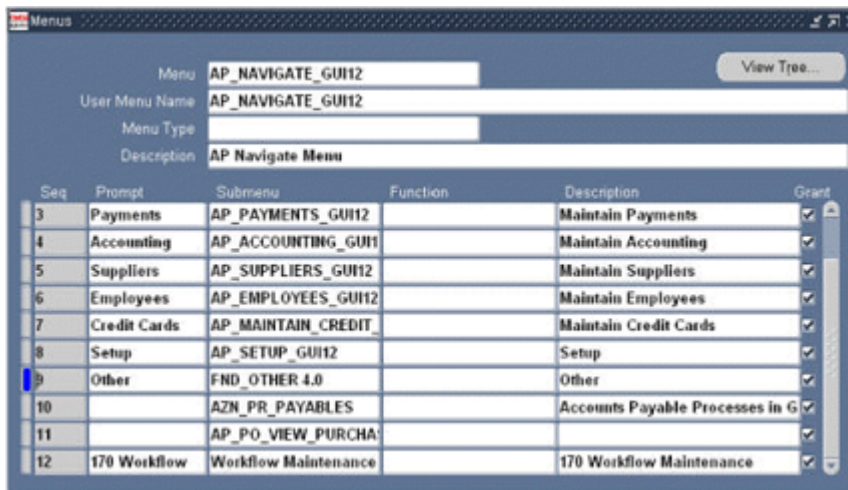 Menus
View Tree...
Menu AP_NAVIGATE_GUI12
User Menu Name AP_NAVIGATE_GUI12
Menu Type
Description AP Navigate Menu
Seq Prompt Submenu Function Description Grant
3 Payments AP_PAYMENTS_GUI12 Maintain Payments
4 Accounting AP_ACCOUNTING_GUI1 Maintain Accounting
5 Suppliers AP_SUPPLIERS_GUI12 Maintain Suppliers
6 Employees AP_EMPLOYEES_GUI12 Maintain Employees
7 Credit Cards AP_MAINTAIN_CREDIT_ Maintain Credit Cards
8 Setup AP_SETUP_GUI12 Setup
9 Other FND_OTHER 4.0 Other
10 AZN_PR_PAYABLES Accounts Payable Processes in G
11 AP_PO_VIEW_PURCHA
12 170 Workflow Workflow Maintenance 170 Workflow Maintenance